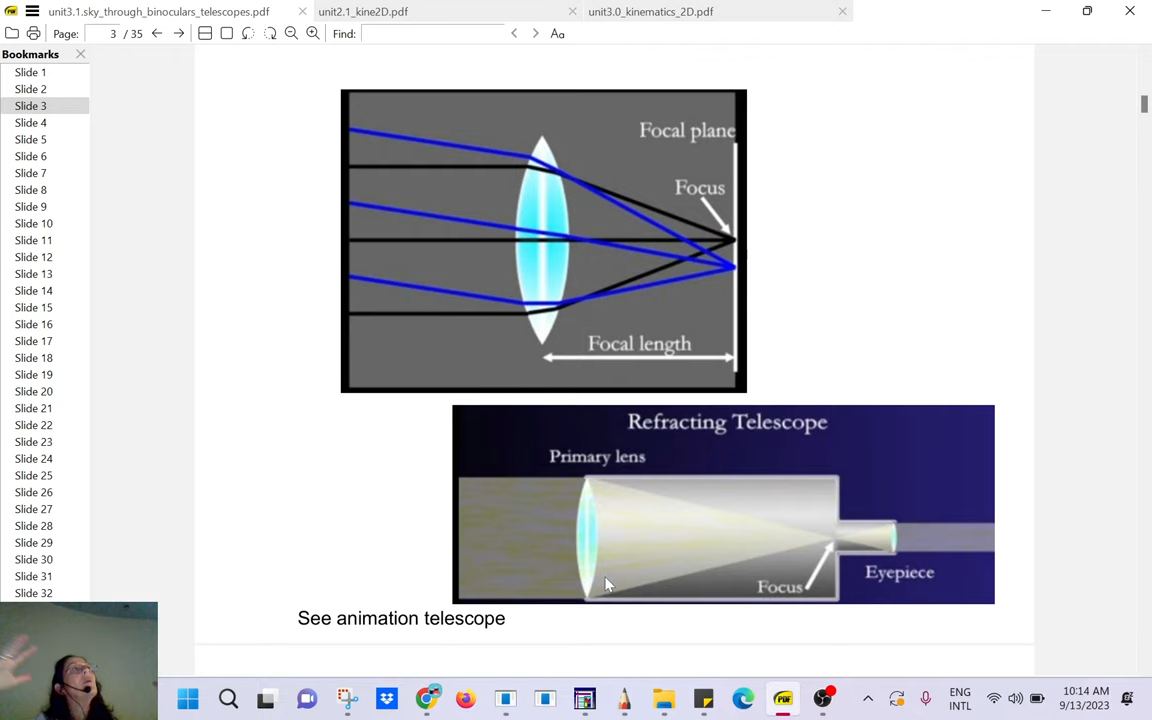 unit3.1.sky_through_binoculars_telescopes.pdf
unit2.1_kine2D.pdf
unit3.0_kinematics_2D.pdf
Page: 3 / 35
Find:
Aa
Bookmarks
Slide 1
Slide 2
Slide 3
Slide 4
Slide 5
Slide 6
Slide 7
Slide 8
Slide 9
Slide 10
Slide 11
Slide 12
Slide 13
Slide 14
Slide 15
Slide 16
Slide 17
Slide 18
Slide 19
Slide 20
Slide 21
Slide 22
Slide 23
Slide 24
Slide 25
Slide 26
Slide 27
Slide 28
Slide 29
Slide 30
Slide 31
Slide 32
Focal plane
Focus
Focal length
Refracting Telescope
Primary lens
Focus
Eyepiece
See animation telescope
ENG
INTL
10:14 AM
9/13/2023